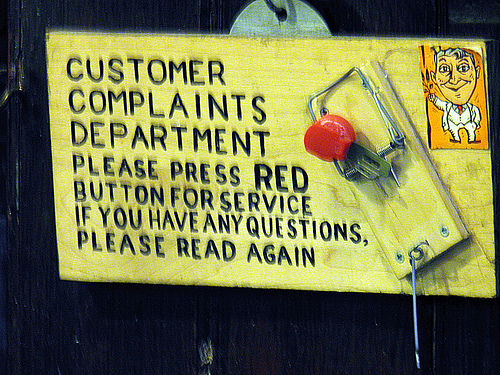 CUSTOMER
COMPLAINTS
DEPARTMENT
PLEASE PRESS RED
BUTTON FOR SERVICE
IF YOU HAVE ANY QUESTIONS,
PLEASE READ AGAIN